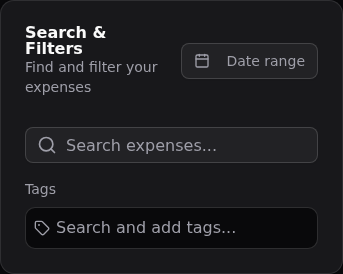 Search &
Filters
Find and filter your
expenses
Date range
Search expenses...
Tags
Search and add tags...